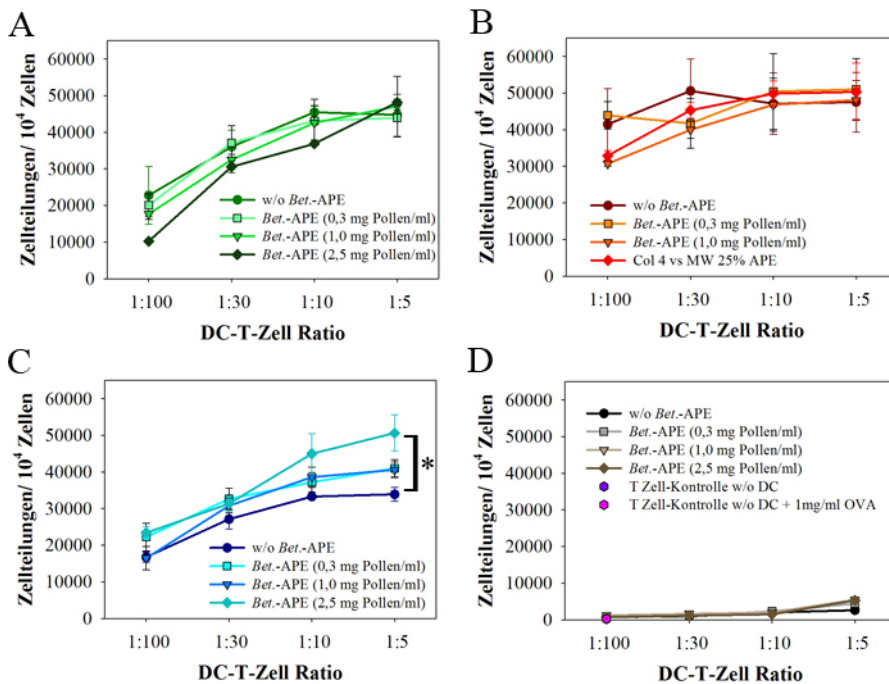 A
Zellteilungen/ 10⁴ Zellen
60000
50000
40000
30000
20000
10000
0
w/o Bet.-APE
Bet.-APE (0,3 mg Pollen/ml)
Bet.-APE (1,0 mg Pollen/ml)
Bet.-APE (2,5 mg Pollen/ml)
1:100 1:30 1:10 1:5
DC-T-Zell Ratio
B
Zellteilungen/ 10⁴ Zellen
60000
50000
40000
30000
20000
10000
0
w/o Bet.-APE
Bet.-APE (0,3 mg Pollen/ml)
Bet.-APE (1,0 mg Pollen/ml)
Col 4 vs MW 25% APE
1:100 1:30 1:10 1:5
DC-T-Zell Ratio
C
Zellteilungen/ 10⁴ Zellen
60000
50000
40000
30000
20000
10000
0
*
w/o Bet.-APE
Bet.-APE (0,3 mg Pollen/ml)
Bet.-APE (1,0 mg Pollen/ml)
Bet.-APE (2,5 mg Pollen/ml)
1:100 1:30 1:10 1:5
DC-T-Zell Ratio
D
Zellteilungen/ 10⁴ Zellen
60000
50000
40000
30000
20000
10000
0
w/o Bet.-APE
Bet.-APE (0,3 mg Pollen/ml)
Bet.-APE (1,0 mg Pollen/ml)
Bet.-APE (2,5 mg Pollen/ml)
T Zell-Kontrolle w/o DC
T Zell-Kontrolle w/o DC + 1mg/ml OVA
1:100 1:30 1:10 1:5
DC-T-Zell Ratio